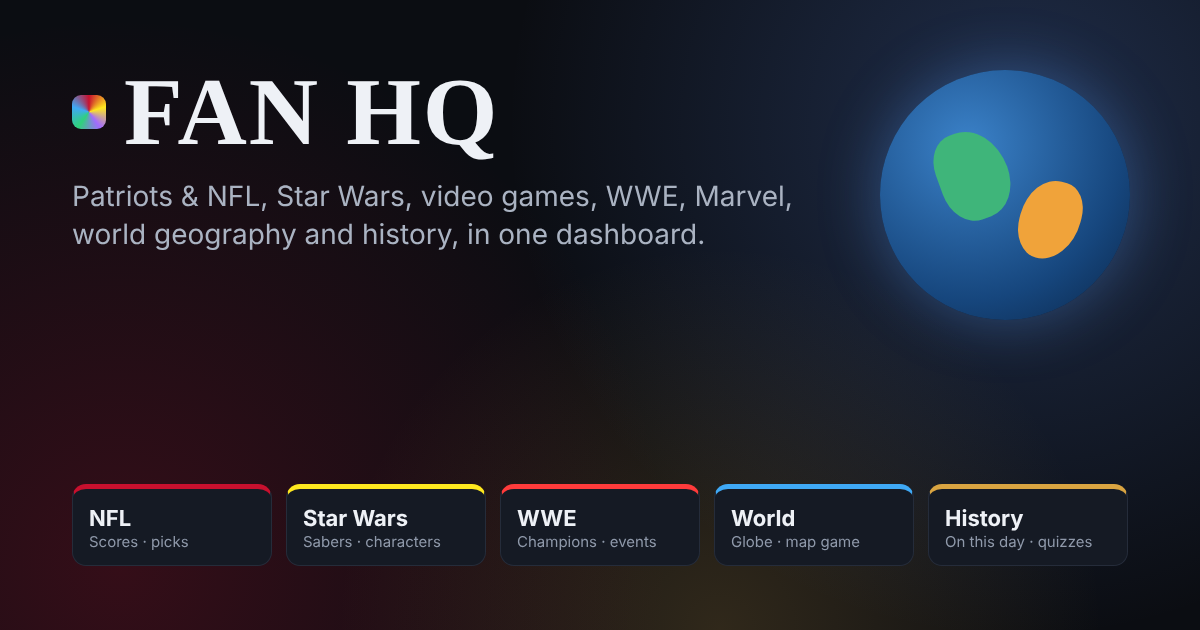 FAN HQ
Patriots & NFL, Star Wars, video games, WWE, Marvel,
world geography and history, in one dashboard.
NFL
Scores · picks
Star Wars
Sabers · characters
WWE
Champions · events
World
Globe · map game
History
On this day · quizzes